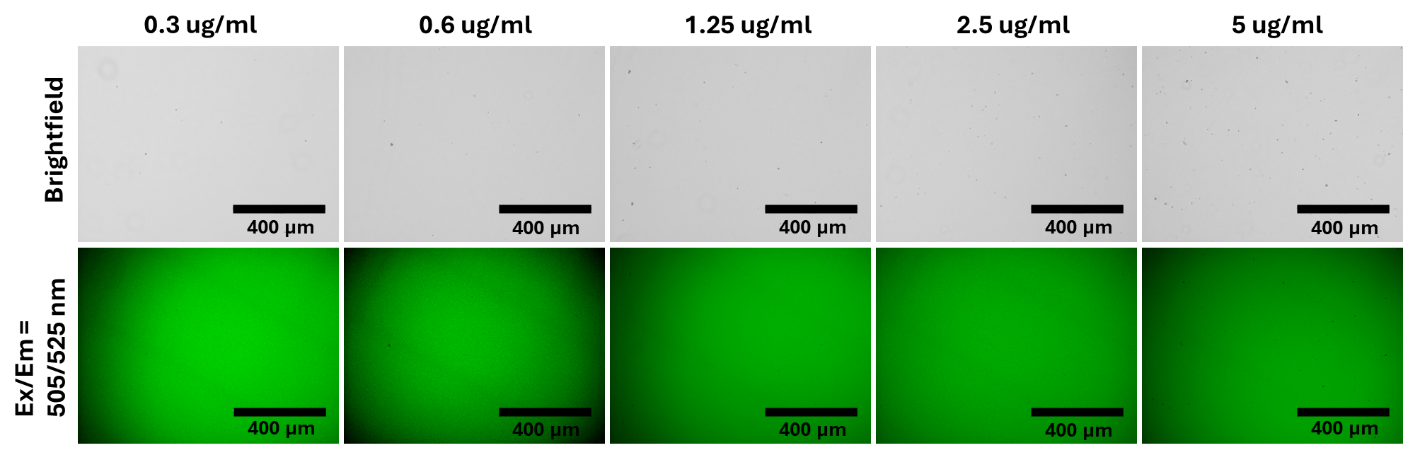 0.3 ug/ml 0.6 ug/ml 1.25 ug/ml 2.5 ug/ml 5 ug/ml
Brightfield
400 µm 400 µm 400 µm 400 µm 400 µm
Ex/Em =
505/525 nm
400 µm 400 µm 400 µm 400 µm 400 µm